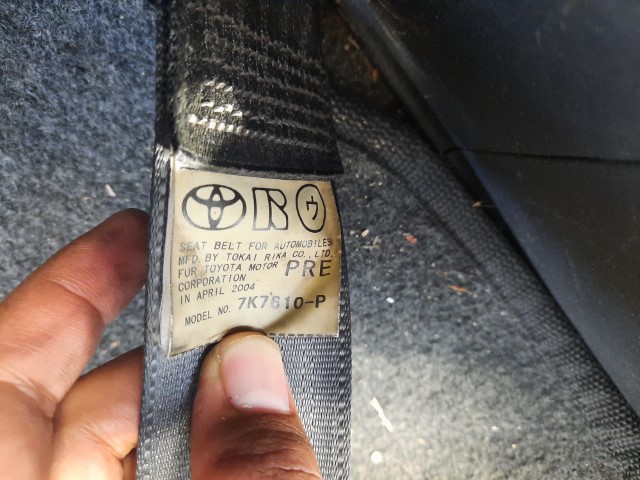 ウ
SEAT BELT FOR AUTOMOBILES
MFD. BY TOKAI RIKA CO., LTD.
FOR TOYOTA MOTOR PRE
CORPORATION
IN APRIL 2004
MODEL NO. 7K7610-P